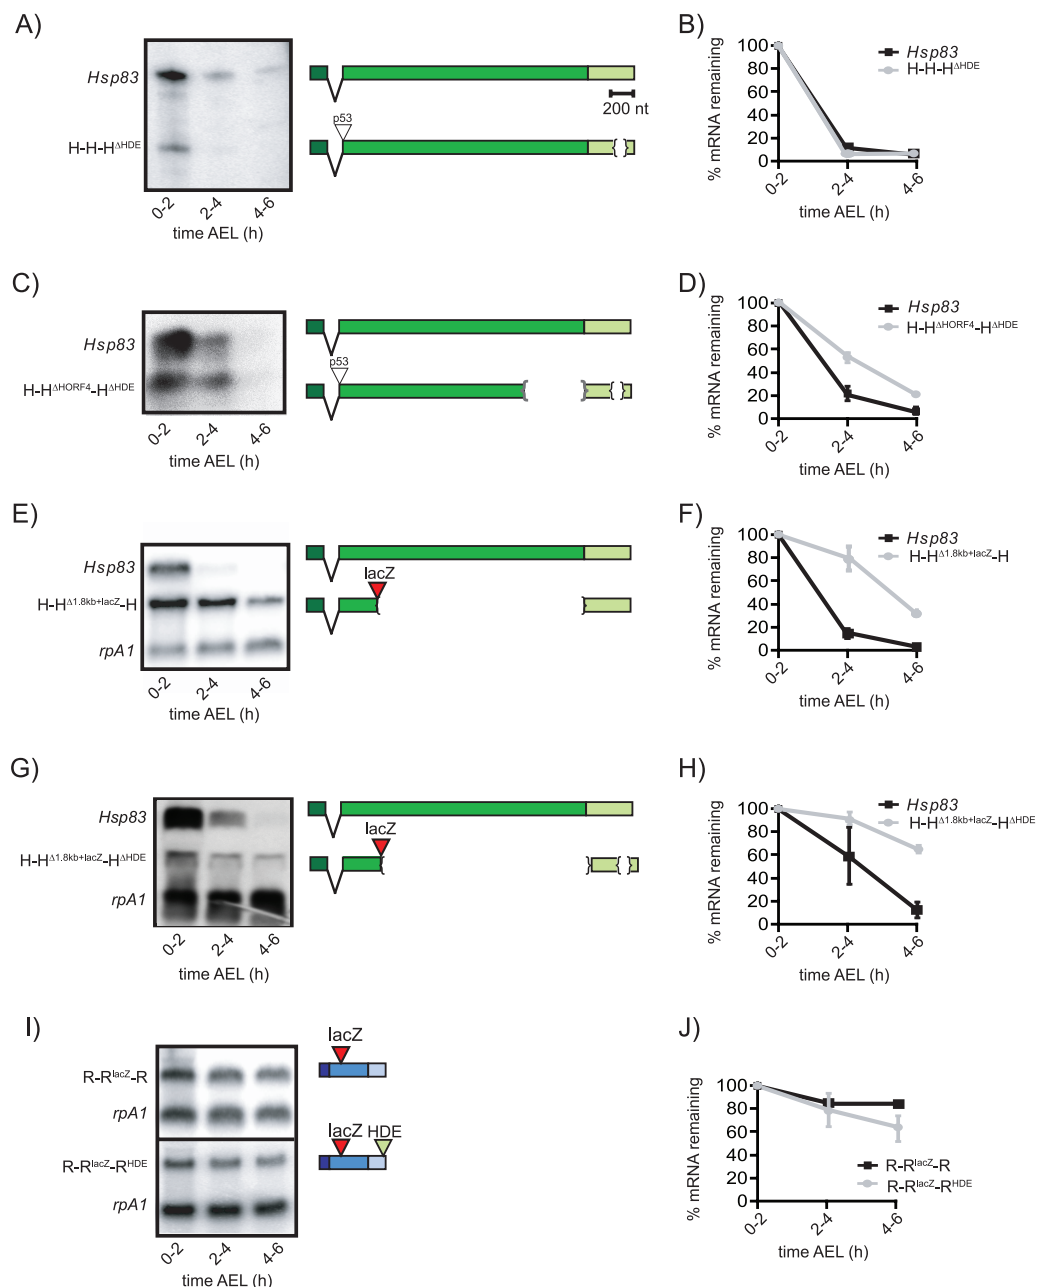 A)
Hsp83
H-H-H^ΔHDE
0-2 2-4 4-6
time AEL (h)
200 nt
p53
B)
% mRNA remaining
100
80
60
40
20
0
Hsp83
H-H-H^ΔHDE
0-2 2-4 4-6
time AEL (h)
C)
Hsp83
H-H^ΔHORF4-H^ΔHDE
0-2 2-4 4-6
time AEL (h)
p53
D)
% mRNA remaining
100
80
60
40
20
0
Hsp83
H-H^ΔHORF4-H^ΔHDE
0-2 2-4 4-6
time AEL (h)
E)
Hsp83
H-H^Δ1.8kb+lacZ-H
rpA1
0-2 2-4 4-6
time AEL (h)
lacZ
F)
% mRNA remaining
100
80
60
40
20
0
Hsp83
H-H^Δ1.8kb+lacZ-H
0-2 2-4 4-6
time AEL (h)
G)
Hsp83
H-H^Δ1.8kb+lacZ-H^ΔHDE
rpA1
0-2 2-4 4-6
time AEL (h)
lacZ
H)
% mRNA remaining
100
80
60
40
20
0
Hsp83
H-H^Δ1.8kb+lacZ-H^ΔHDE
0-2 2-4 4-6
time AEL (h)
I)
R-R^lacZ-R
rpA1
R-R^lacZ-R^HDE
rpA1
0-2 2-4 4-6
time AEL (h)
lacZ
lacZ HDE
J)
% mRNA remaining
100
80
60
40
20
0
R-R^lacZ-R
R-R^lacZ-R^HDE
0-2 2-4 4-6
time AEL (h)